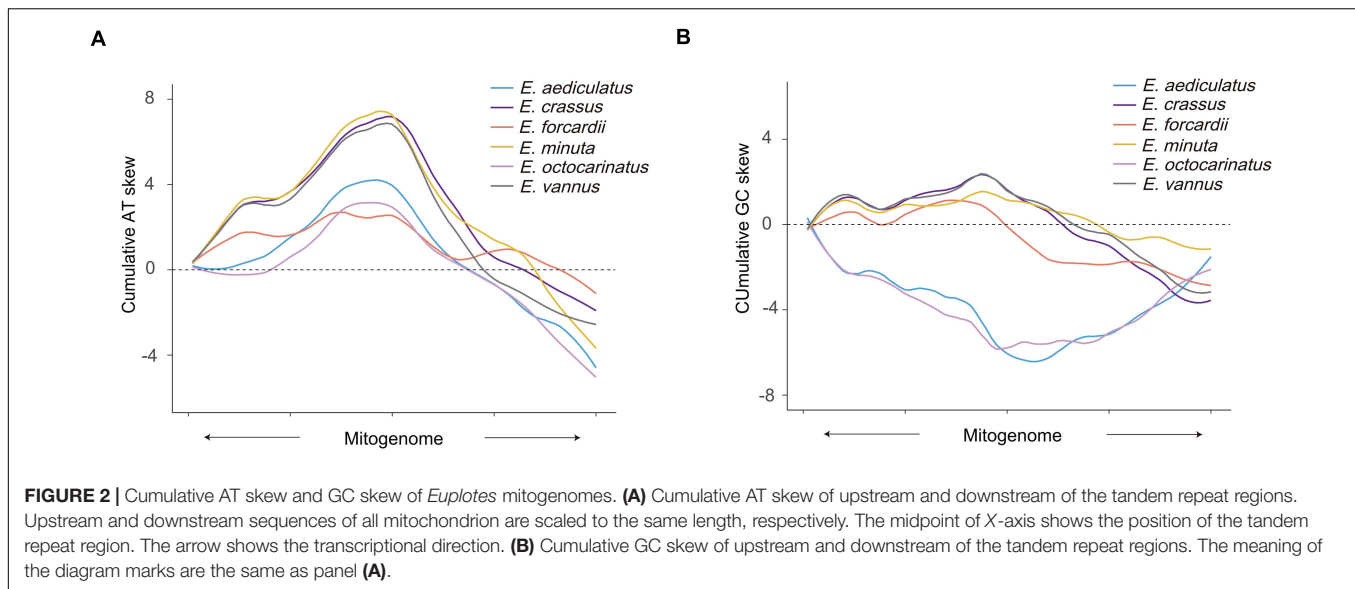 A
B
8
4
0
-4
Cumulative AT skew
E. aediculatus
E. crassus
E. forcardii
E. minuta
E. octocarinatus
E. vannus
Mitogenome
4
0
-4
-8
CUmulative GC skew
E. aediculatus
E. crassus
E. forcardii
E. minuta
E. octocarinatus
E. vannus
Mitogenome
FIGURE 2 | Cumulative AT skew and GC skew of Euplotes mitogenomes. (A) Cumulative AT skew of upstream and downstream of the tandem repeat regions.
Upstream and downstream sequences of all mitochondrion are scaled to the same length, respectively. The midpoint of X-axis shows the position of the tandem
repeat region. The arrow shows the transcriptional direction. (B) Cumulative GC skew of upstream and downstream of the tandem repeat regions. The meaning of
the diagram marks are the same as panel (A).